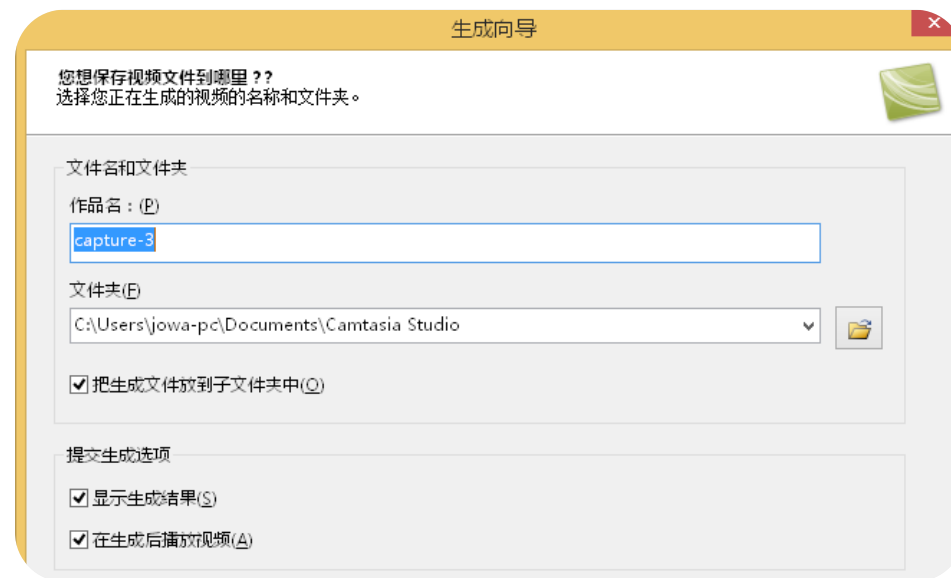 生成向导
您想保存视频文件到哪里??
选择您正在生成的视频的名称和文件夹。
文件名和文件夹
作品名：(P)
capture-3
文件夹(F)
C:\Users\jowa-pc\Documents\Camtasia Studio
把生成文件放到子文件夹中(O)
提交生成选项
显示生成结果(S)
在生成后播放视频(A)